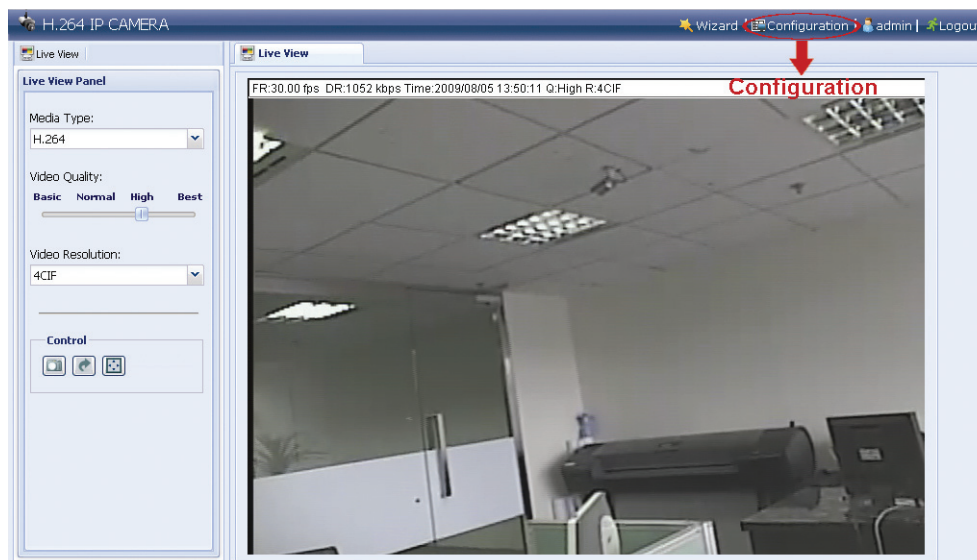 H.264 IP CAMERA
Wizard | Configuration | admin | Logou
Live View
Live View
Live View Panel
FR:30.00 fps DR:1052 kbps Time:2009/08/05 13:50:11 Q:High R:4CIF
Configuration
Media Type:
H.264
Video Quality:
Basic Normal High Best
Video Resolution:
4CIF
Control